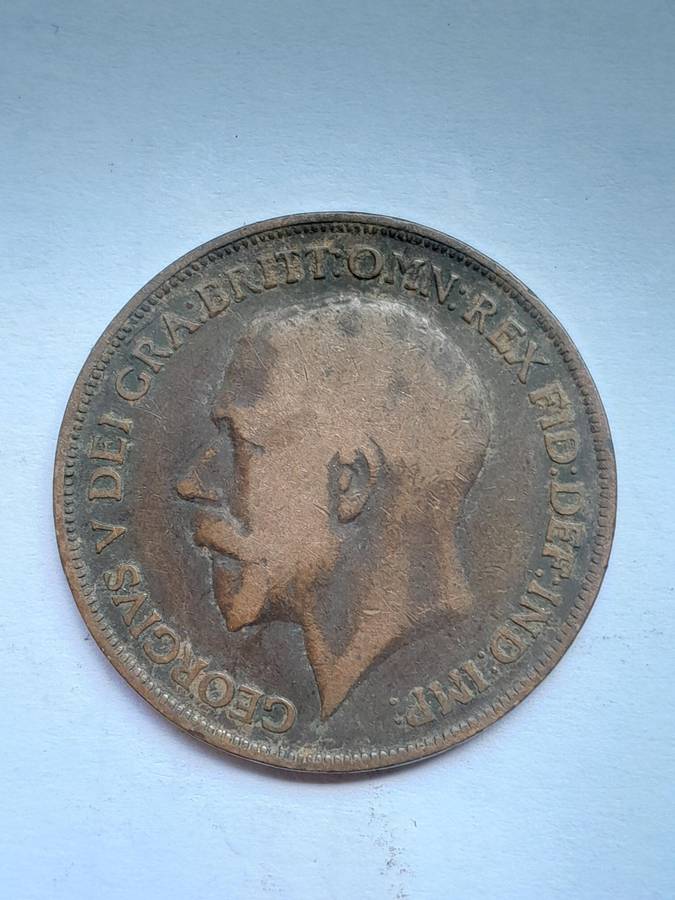 GEORGIVS V DEI GRA:BRITT:OMN:REX FID:DEF:IND:IMP: